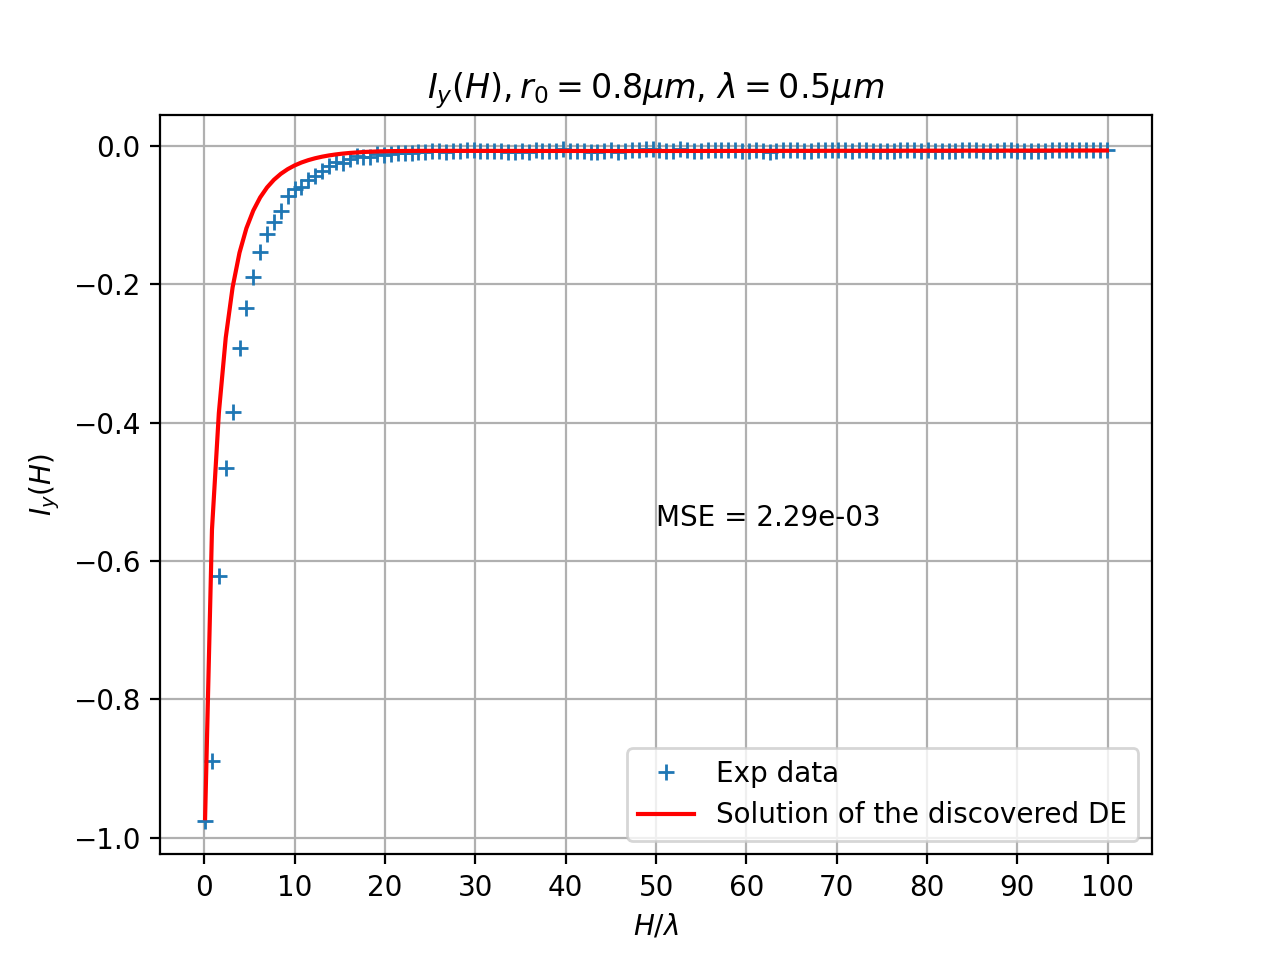 I_y(H), r_0 = 0.8μm, λ = 0.5μm
0.0
−0.2
−0.4
−0.6
−0.8
−1.0
I_y(H)
MSE = 2.29e-03
Exp data
Solution of the discovered DE
0 10 20 30 40 50 60 70 80 90 100
H/λ